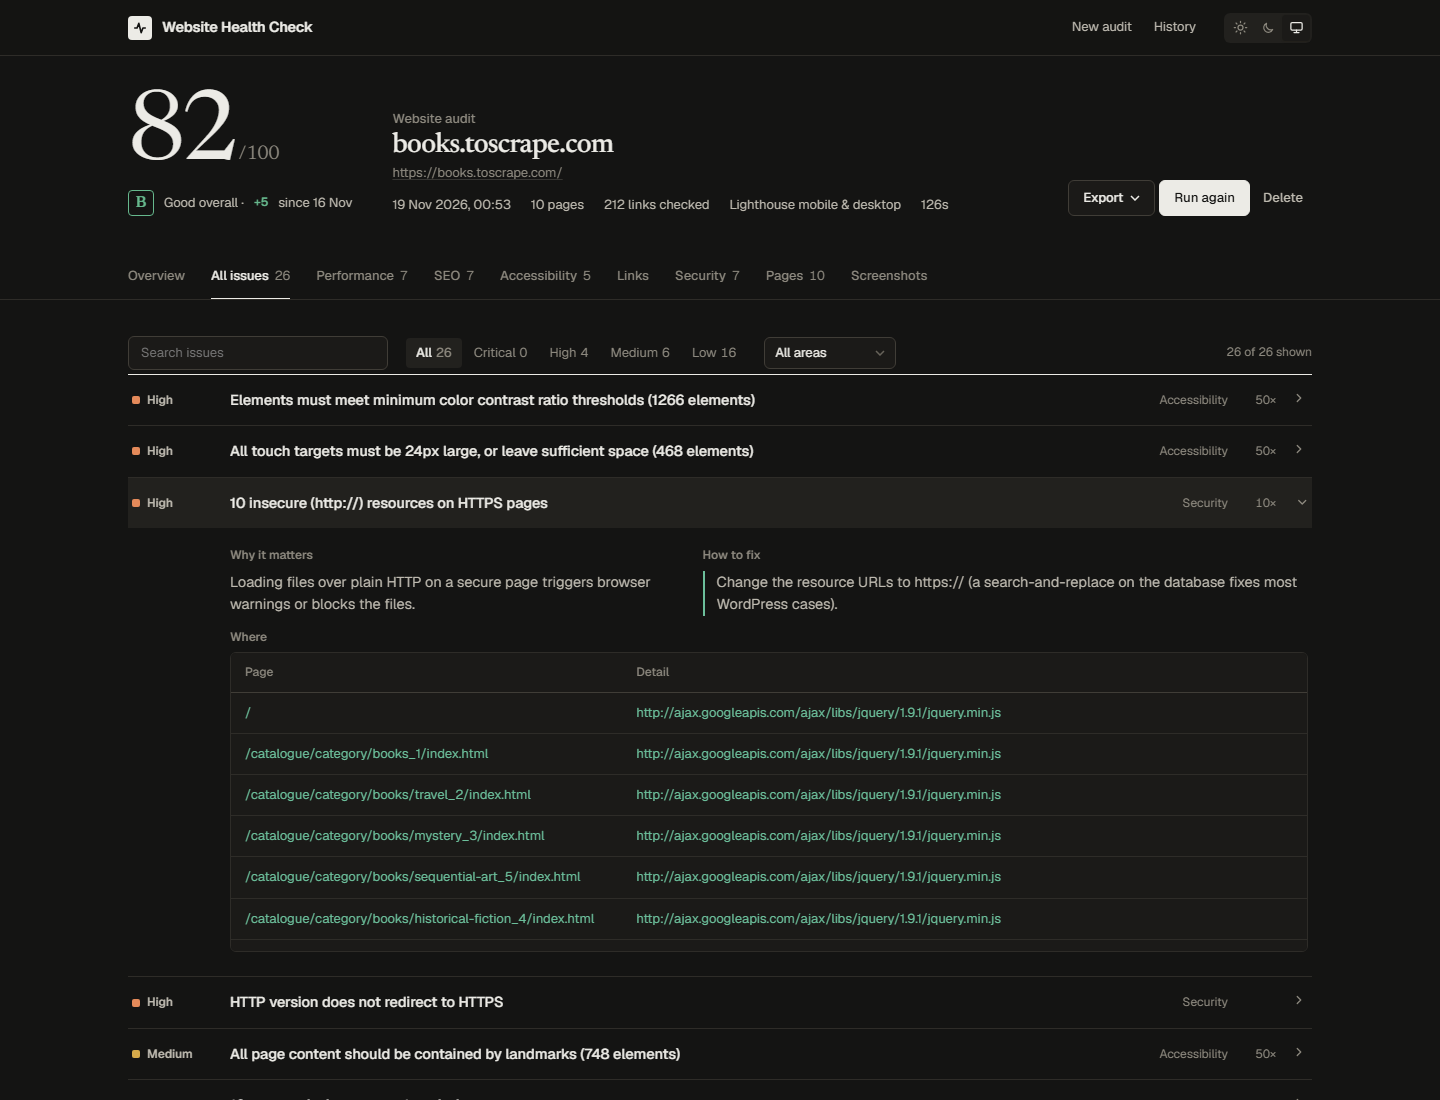 Website Health Check
New audit History
82/100
Website audit
books.toscrape.com
https://books.toscrape.com/
B Good overall · +5 since 16 Nov
19 Nov 2026, 00:53 10 pages 212 links checked Lighthouse mobile & desktop 126s
Export Run again Delete
Overview All issues 26 Performance 7 SEO 7 Accessibility 5 Links Security 7 Pages 10 Screenshots
Search issues All 26 Critical 0 High 4 Medium 6 Low 16 All areas 26 of 26 shown
High Elements must meet minimum color contrast ratio thresholds (1266 elements) Accessibility 50×
High All touch targets must be 24px large, or leave sufficient space (468 elements) Accessibility 50×
High 10 insecure (http://) resources on HTTPS pages Security 10×
Why it matters
Loading files over plain HTTP on a secure page triggers browser
warnings or blocks the files.
How to fix
Change the resource URLs to https:// (a search-and-replace on the database fixes most
WordPress cases).
Where
Page Detail
/ http://ajax.googleapis.com/ajax/libs/jquery/1.9.1/jquery.min.js
/catalogue/category/books_1/index.html http://ajax.googleapis.com/ajax/libs/jquery/1.9.1/jquery.min.js
/catalogue/category/books/travel_2/index.html http://ajax.googleapis.com/ajax/libs/jquery/1.9.1/jquery.min.js
/catalogue/category/books/mystery_3/index.html http://ajax.googleapis.com/ajax/libs/jquery/1.9.1/jquery.min.js
/catalogue/category/books/sequential-art_5/index.html http://ajax.googleapis.com/ajax/libs/jquery/1.9.1/jquery.min.js
/catalogue/category/books/historical-fiction_4/index.html http://ajax.googleapis.com/ajax/libs/jquery/1.9.1/jquery.min.js
High HTTP version does not redirect to HTTPS Security
Medium All page content should be contained by landmarks (748 elements) Accessibility 50×